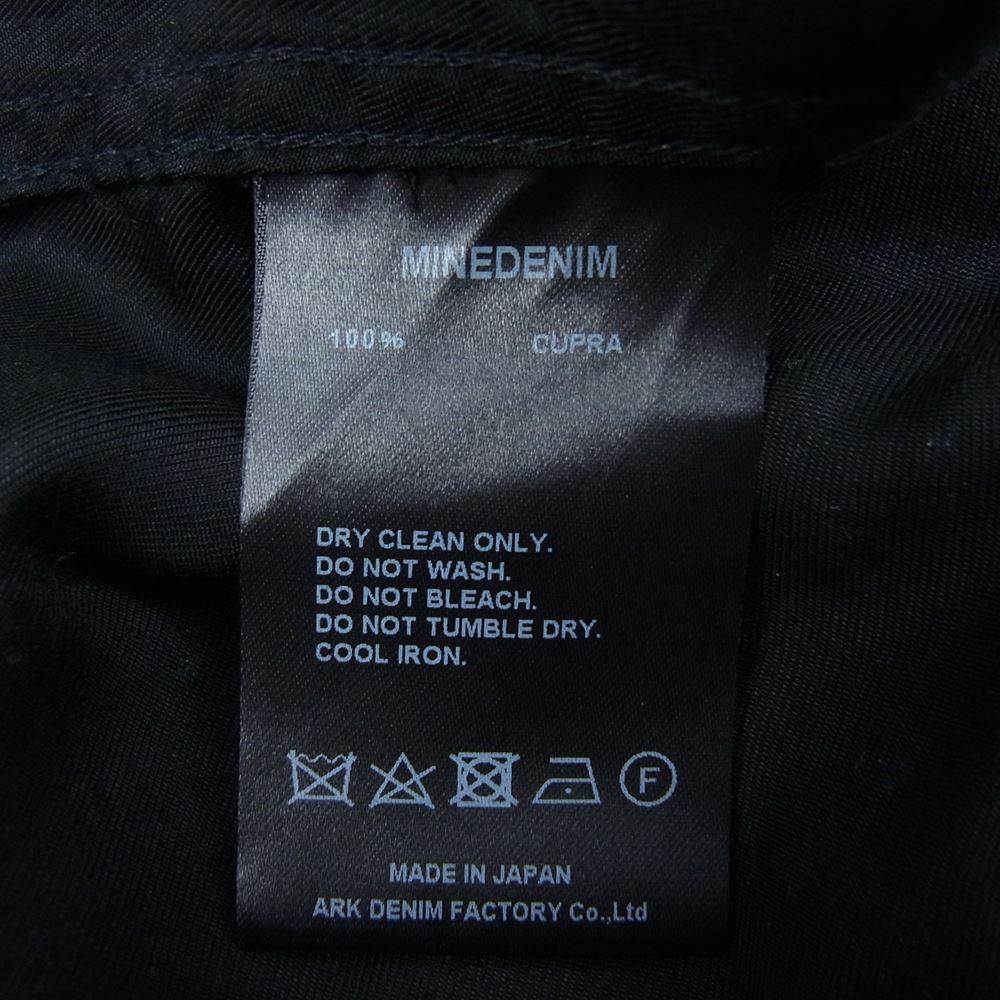 MINEDENIM
100% CUPRA
DRY CLEAN ONLY.
DO NOT WASH.
DO NOT BLEACH.
DO NOT TUMBLE DRY.
COOL IRON.
F
MADE IN JAPAN
ARK DENIM FACTORY Co.,Ltd